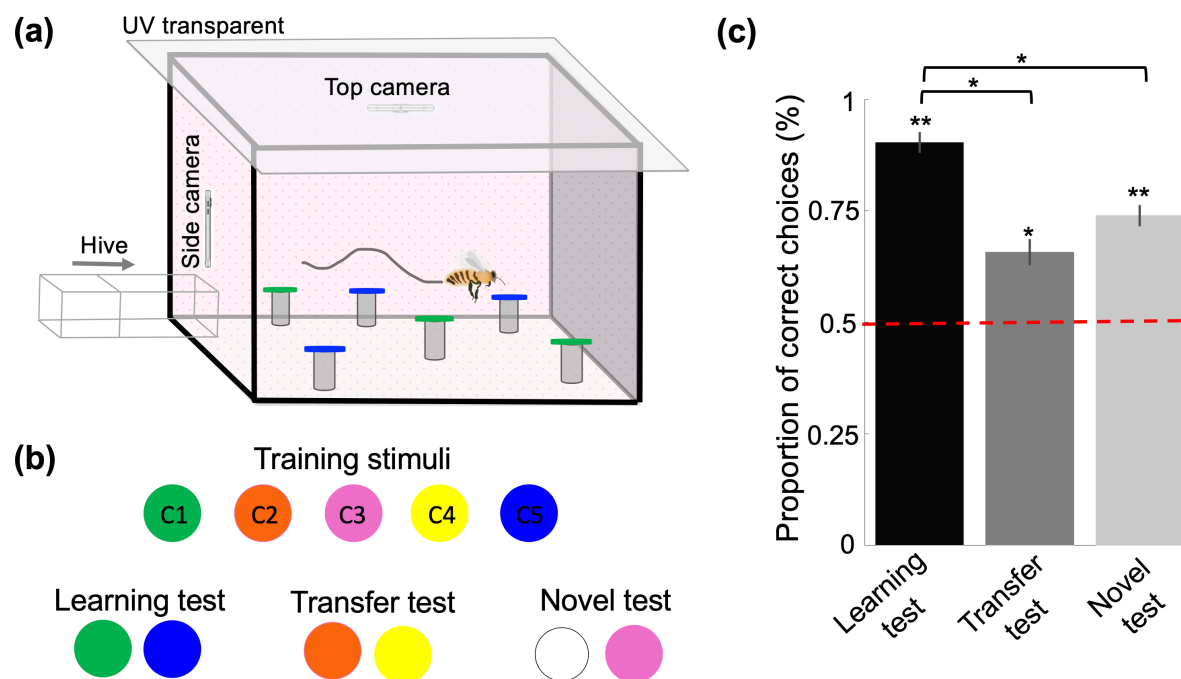 (a)
UV transparent
Top camera
Side camera
Hive
(b)
Training stimuli
C1 C2 C3 C4 C5
Learning test
Transfer test
Novel test
(c)
*
*
**
*
**
Proportion of correct choices (%)
1
0.75
0.5
0.25
0
Learning
test
Transfer
test
Novel
test